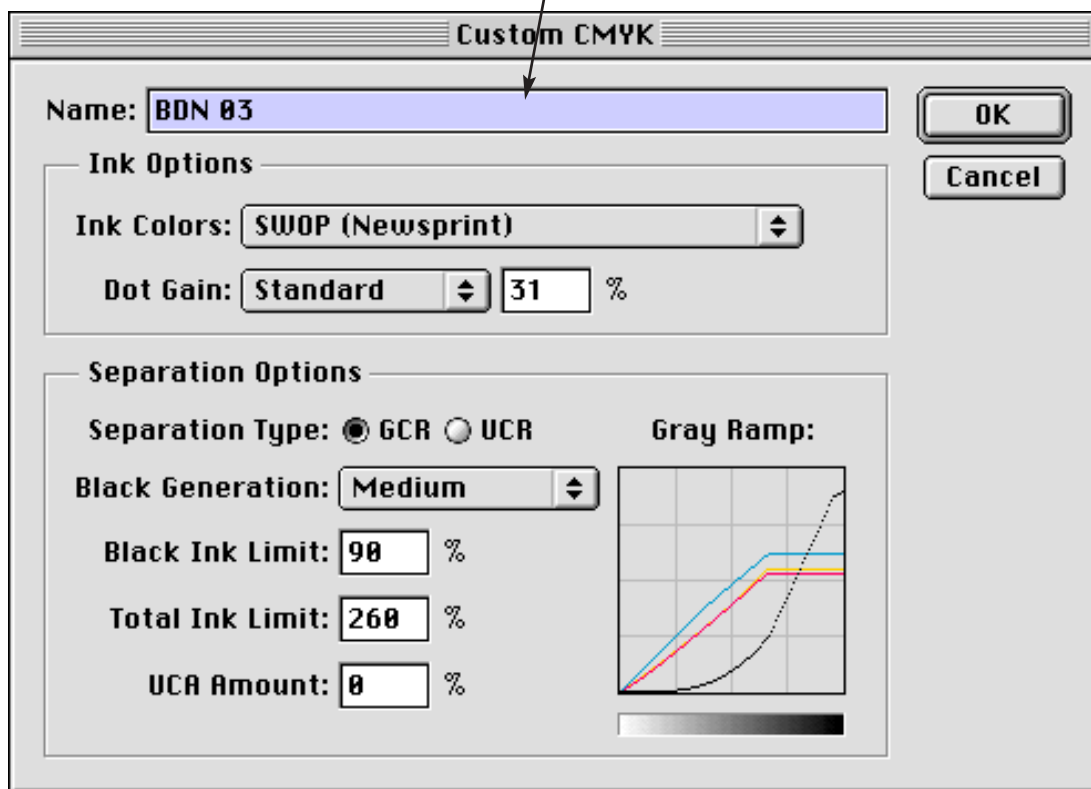 Custom CMYK
Name: BDN 03
OK
Ink Options
Cancel
Ink Colors: SWOP (Newsprint)
Dot Gain: Standard 31 %
Separation Options
Separation Type: GCR UCR
Gray Ramp:
Black Generation: Medium
Black Ink Limit: 90 %
Total Ink Limit: 260 %
UCA Amount: 0 %